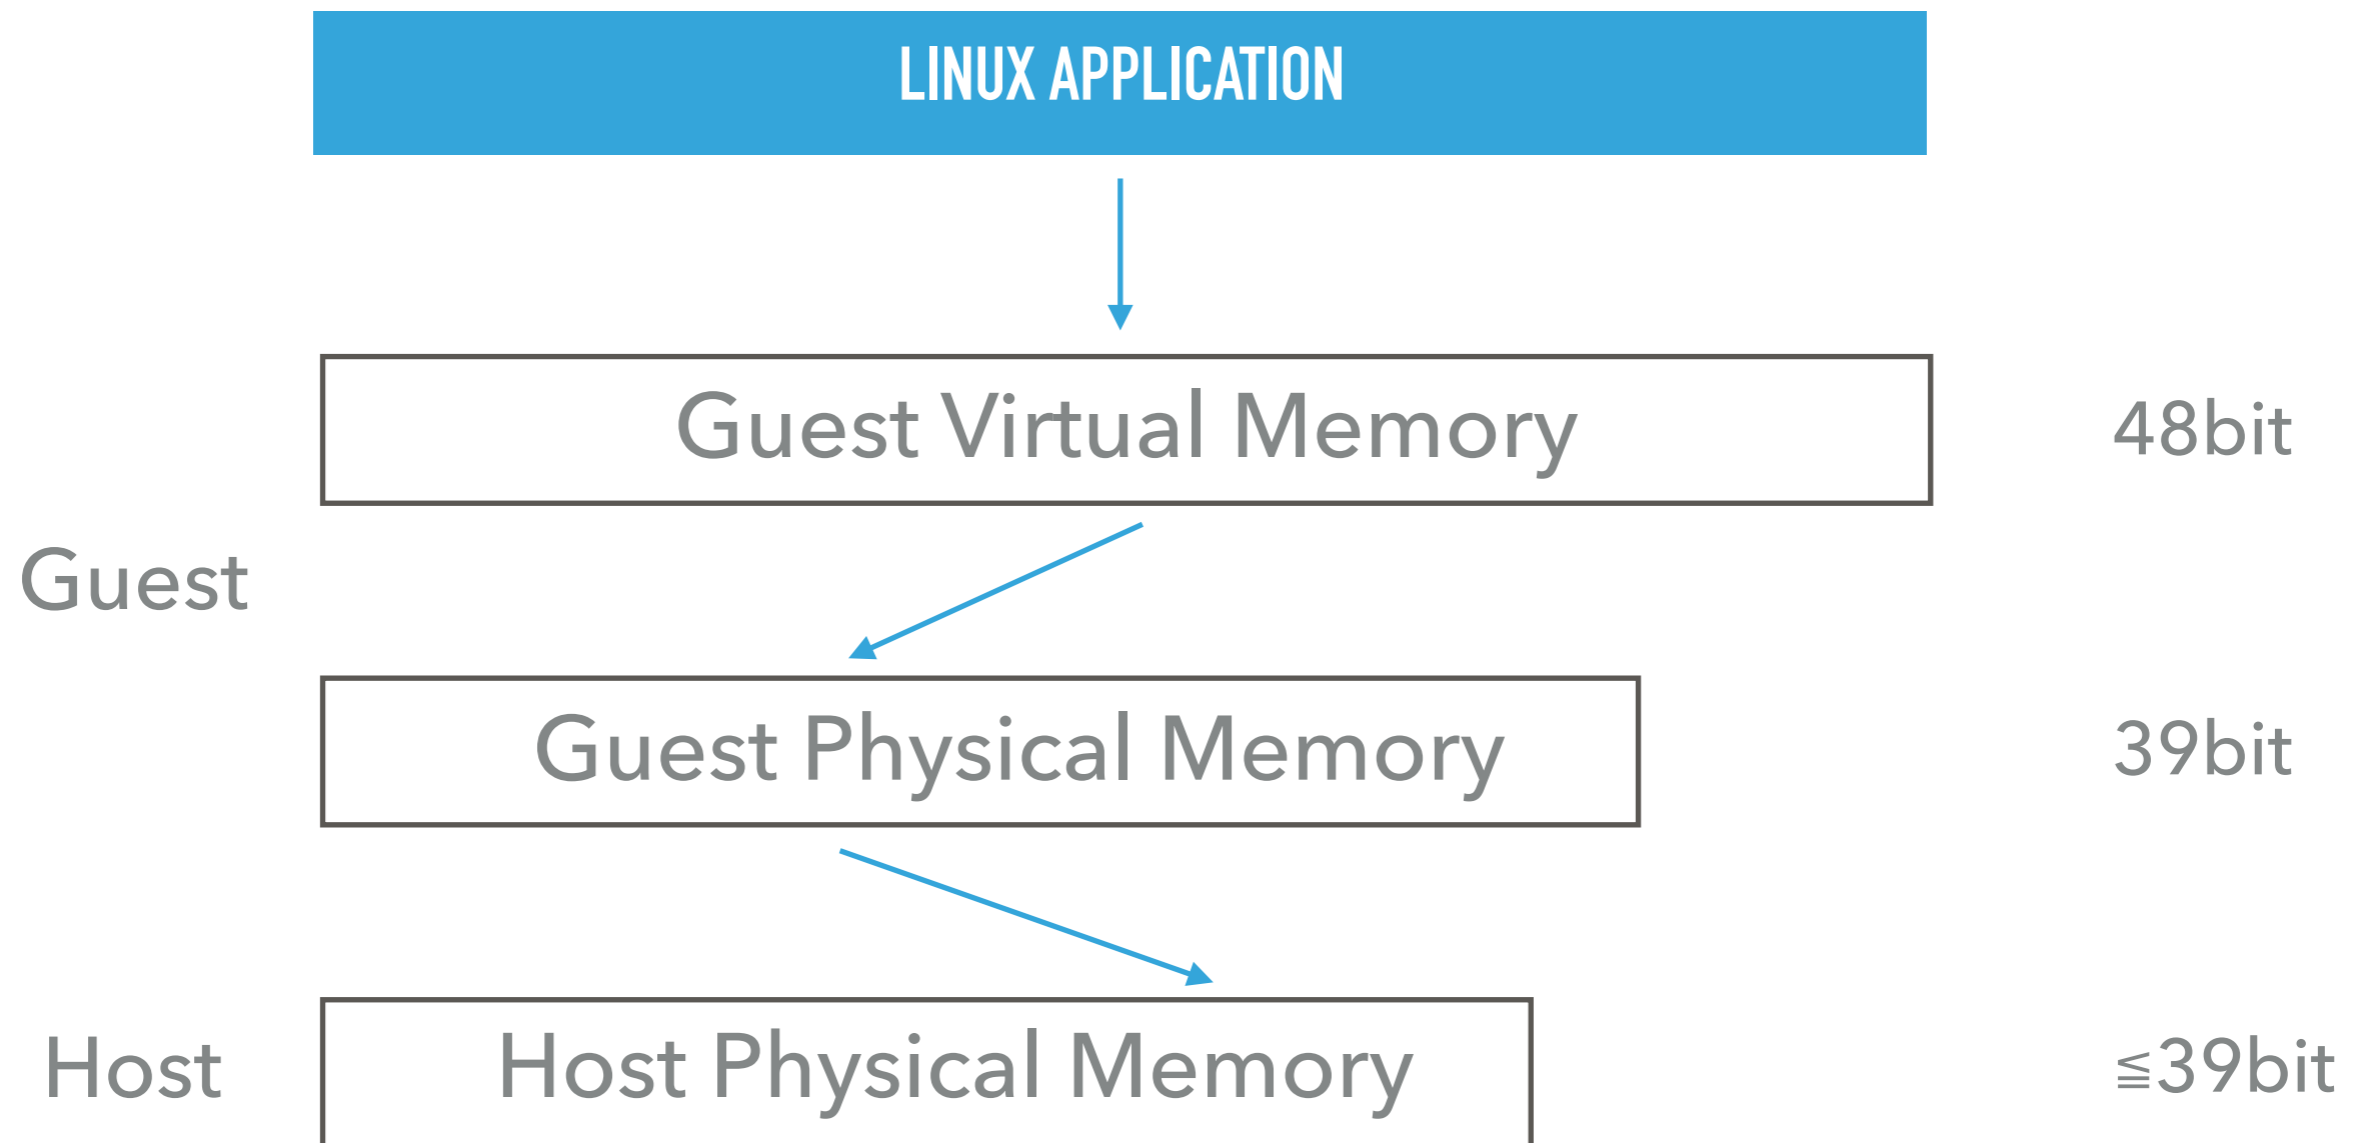 LINUX APPLICATION
Guest Virtual Memory
48bit
Guest
Guest Physical Memory
39bit
Host
Host Physical Memory
≦39bit